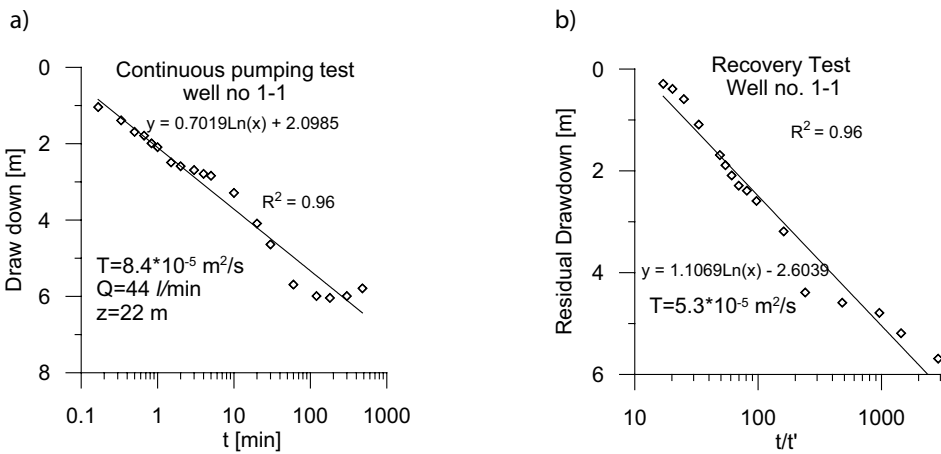 a)
Continuous pumping test
well no 1-1
y = 0.7019Ln(x) + 2.0985
R² = 0.96
T=8.4*10⁻⁵ m²/s
Q=44 l/min
z=22 m
Draw down [m]
0
2
4
6
8
0.1
1
10
100
1000
t [min]
b)
Recovery Test
Well no. 1-1
R² = 0.96
y = 1.1069Ln(x) - 2.6039
T=5.3*10⁻⁵ m²/s
Residual Drawdown [m]
0
2
4
6
10
100
1000
t/t'